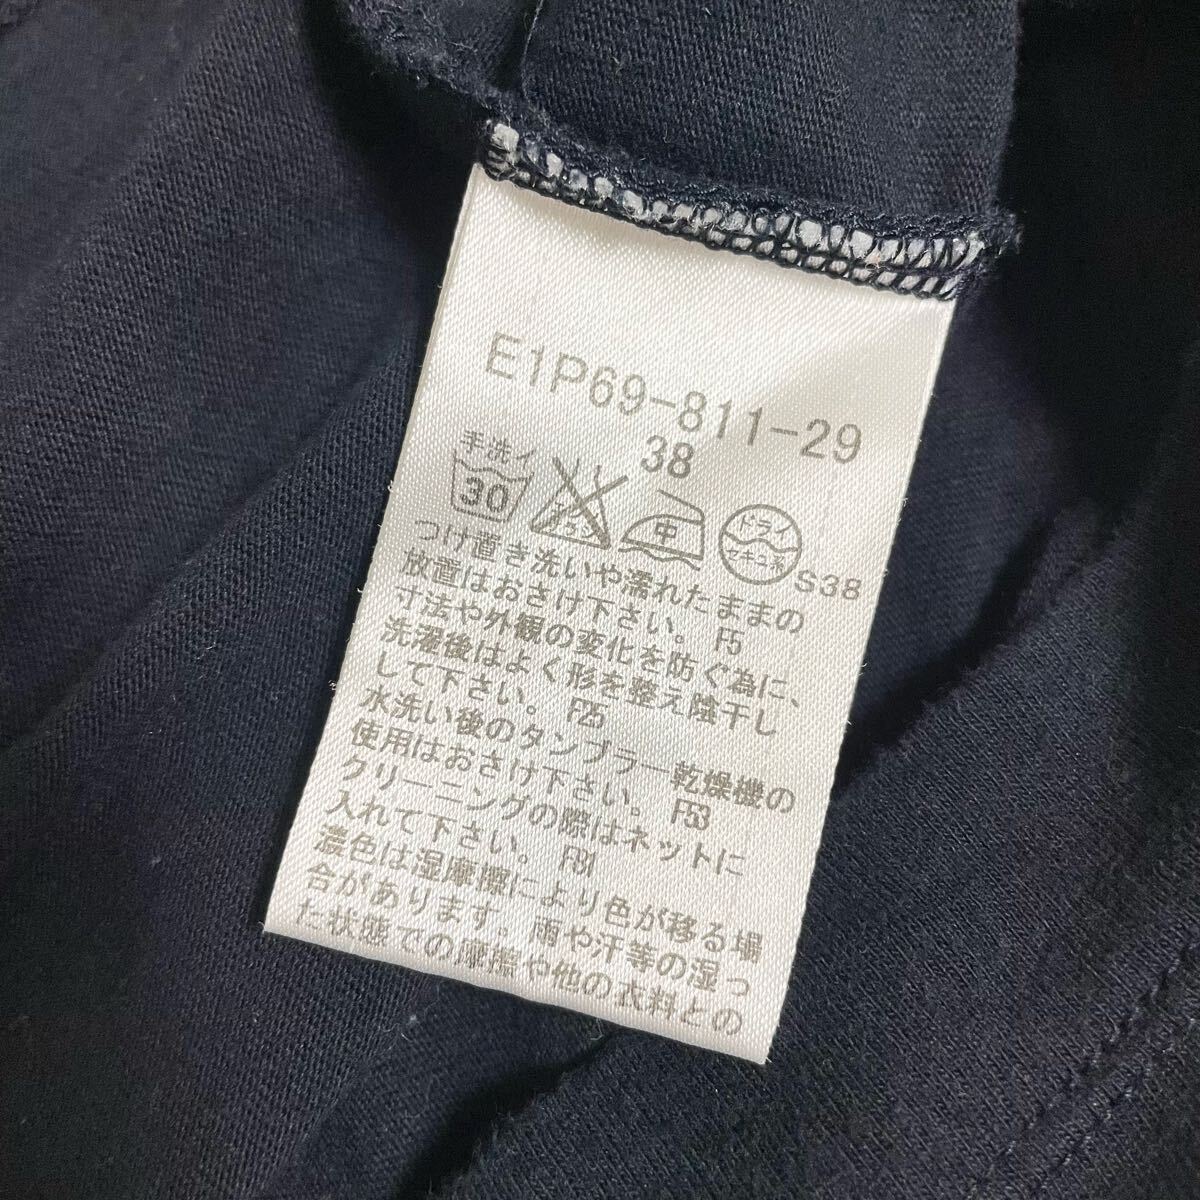 E1P69-811-29
38
手洗イ
30
エンソ
サラシ
中
ドライ
セキユ系
S38
つけ置き洗いや濡れたままの
放置はおさけ下さい。 F5
寸法や外観の変化を防ぐ為に、
洗濯後はよく形を整え陰干し
して下さい。 F25
水洗い後のタンブラー乾燥機の
使用はおさけ下さい。 F53
クリーニングの際はネットに
入れて下さい。 F31
濃色は湿摩擦により色が移る場
合があります。雨や汗等の湿っ
た状態での摩擦や他の衣料との